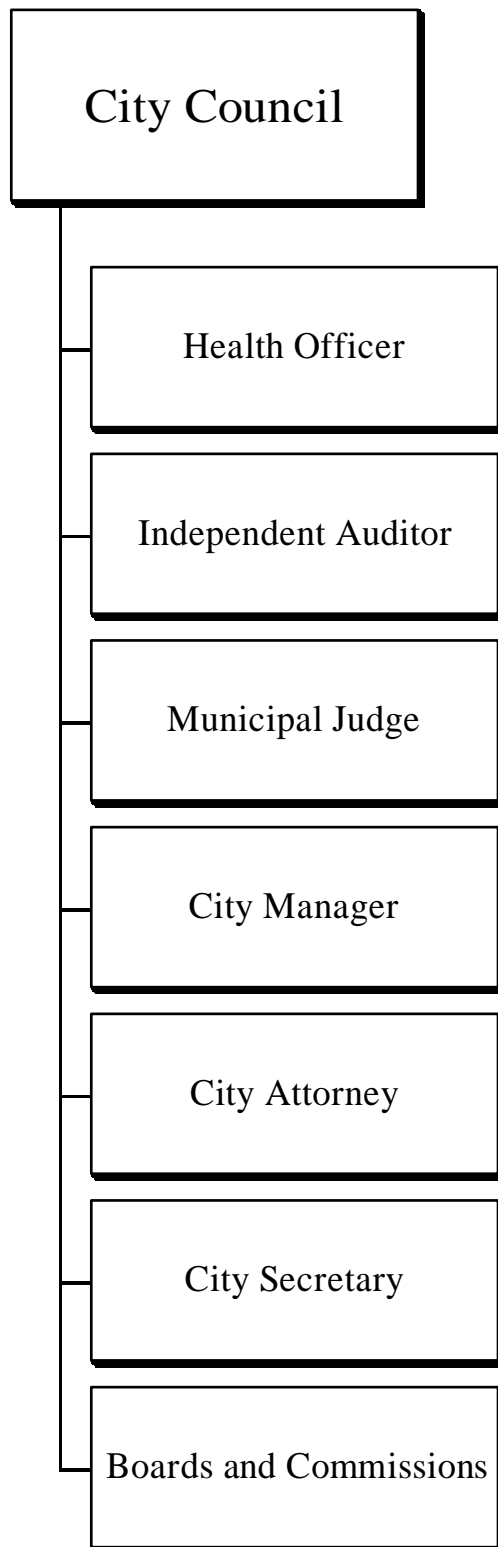 City Council
Health Officer
Independent Auditor
Municipal Judge
City Manager
City Attorney
City Secretary
Boards and Commissions